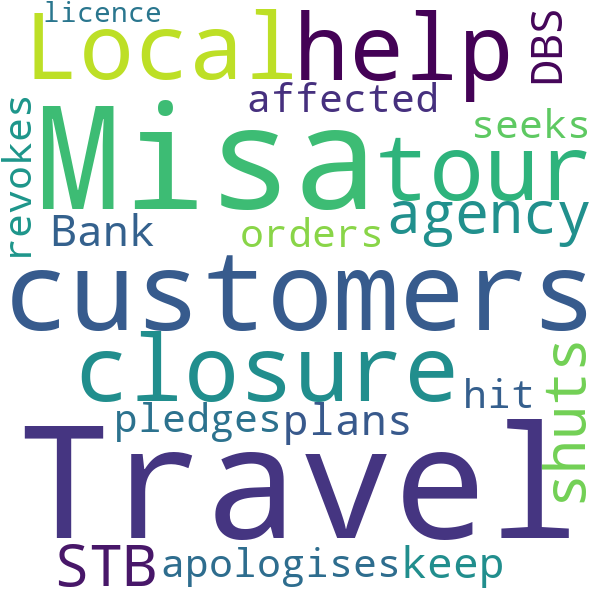 licence
Local
help
DBS
affected
revokes
Misa
seeks
tour
agency
Bank
orders
customers
closure
shuts
hit
pledges
plans
Travel
STB
apologises
keep